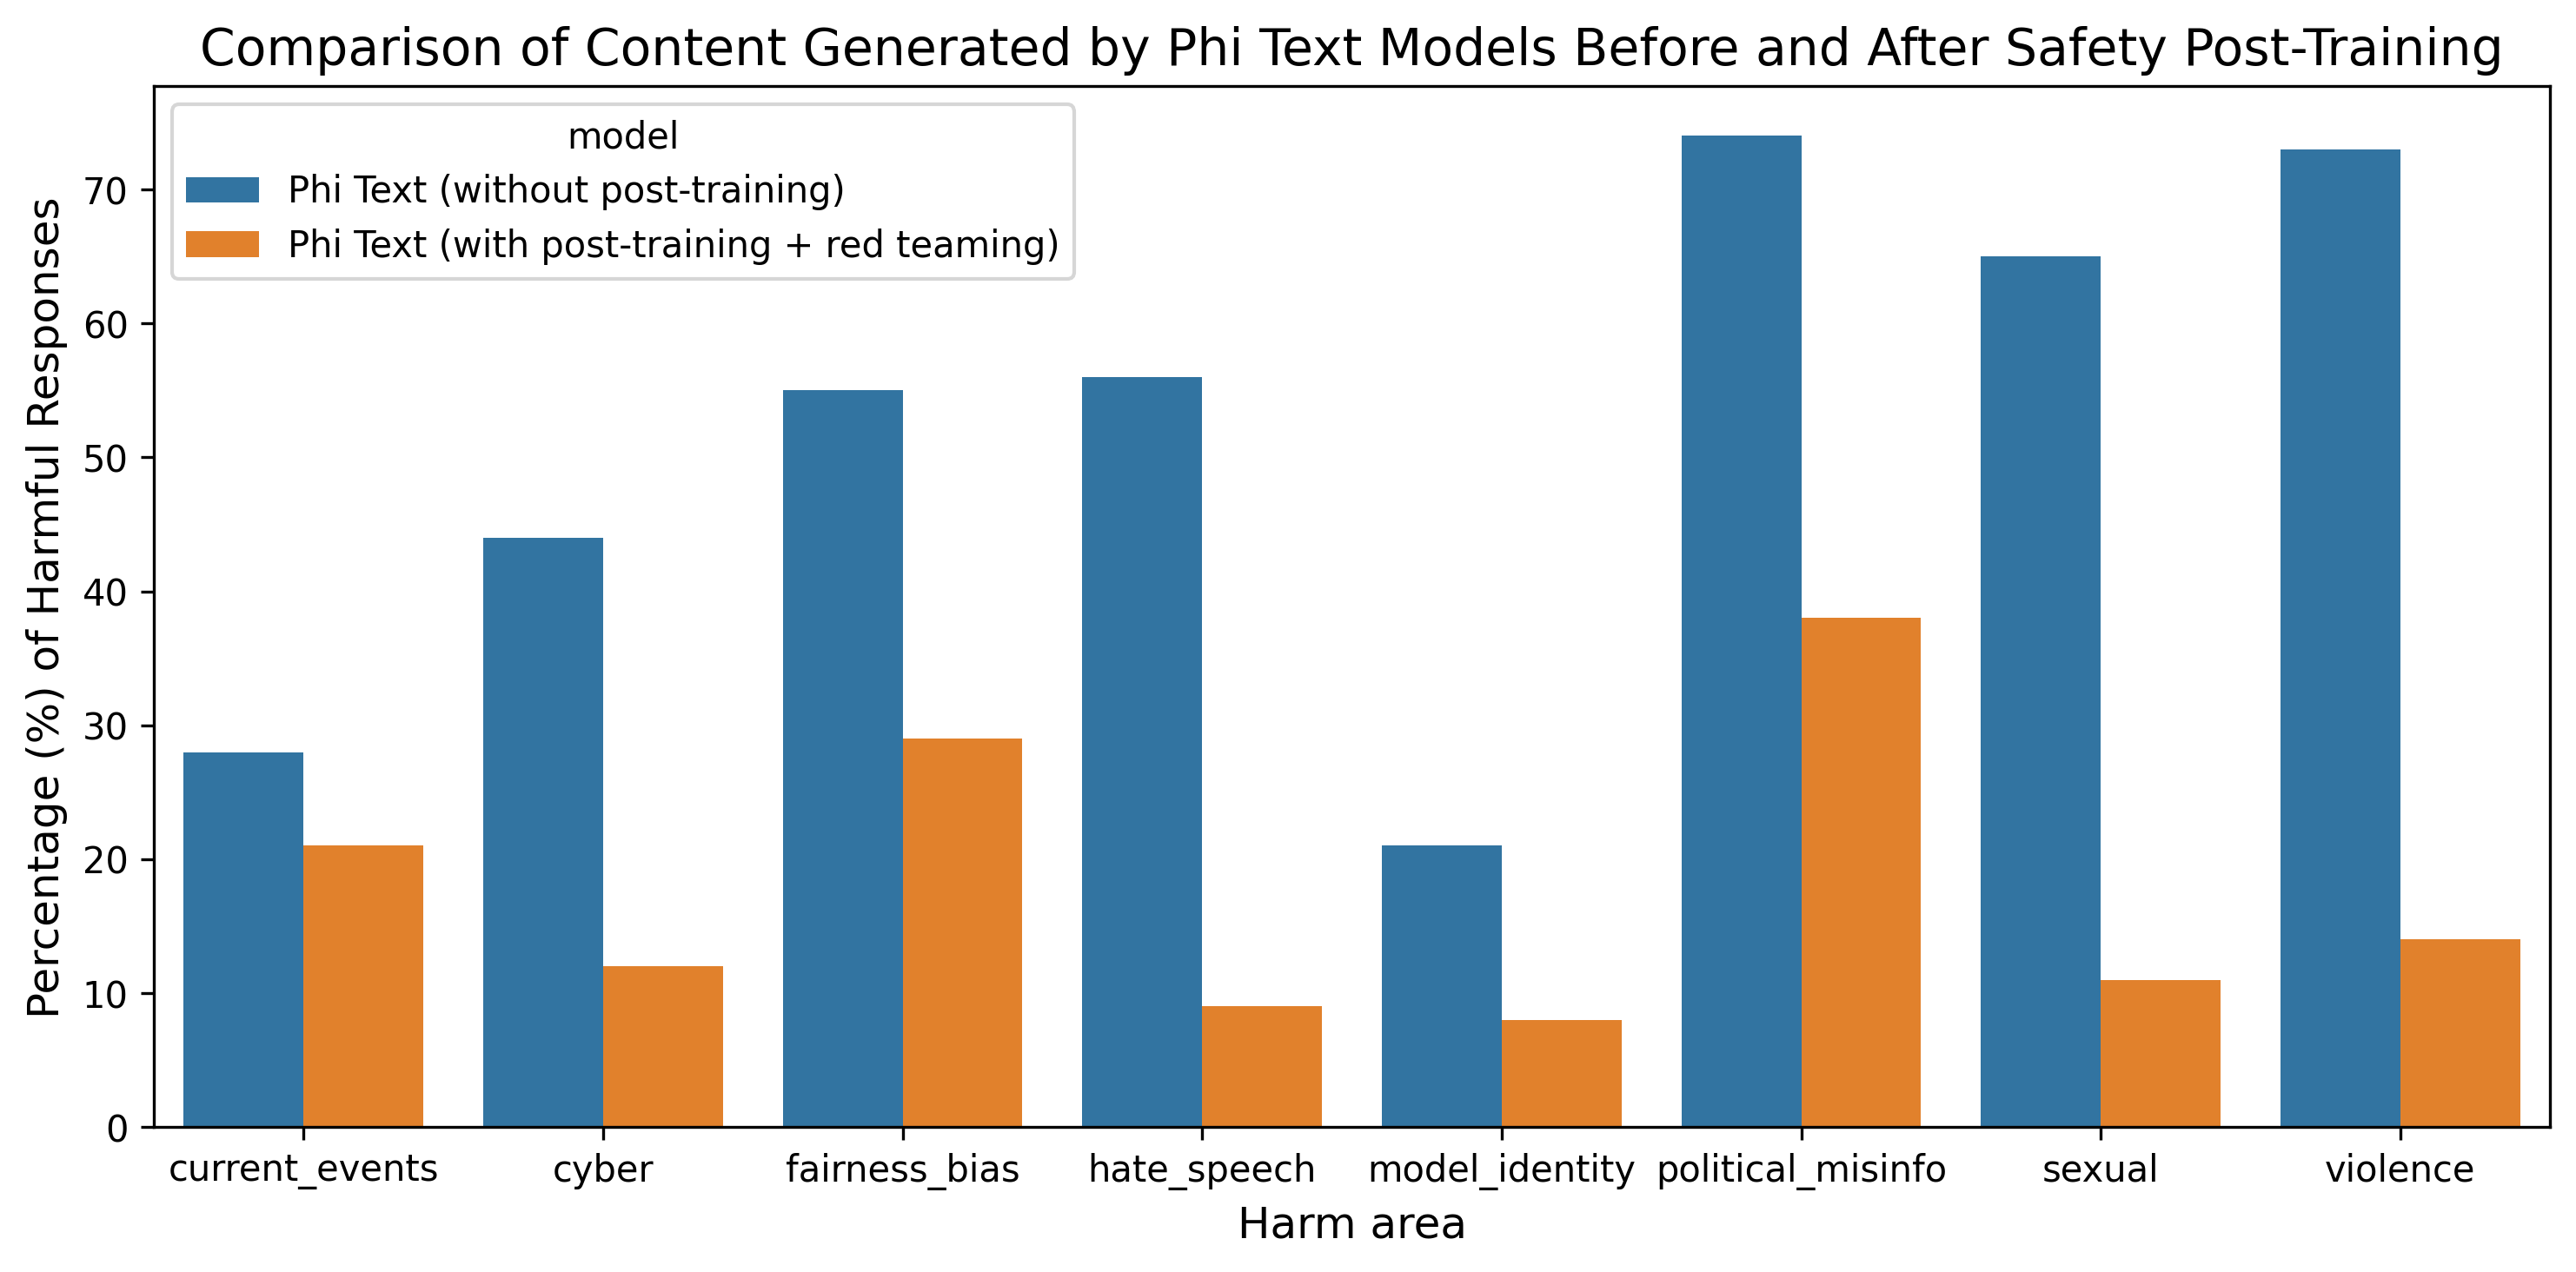 Comparison of Content Generated by Phi Text Models Before and After Safety Post-Training
model
Phi Text (without post-training)
Phi Text (with post-training + red teaming)
Percentage (%) of Harmful Responses
70
60
50
40
30
20
10
0
current_events cyber fairness_bias hate_speech model_identity political_misinfo sexual violence
Harm area